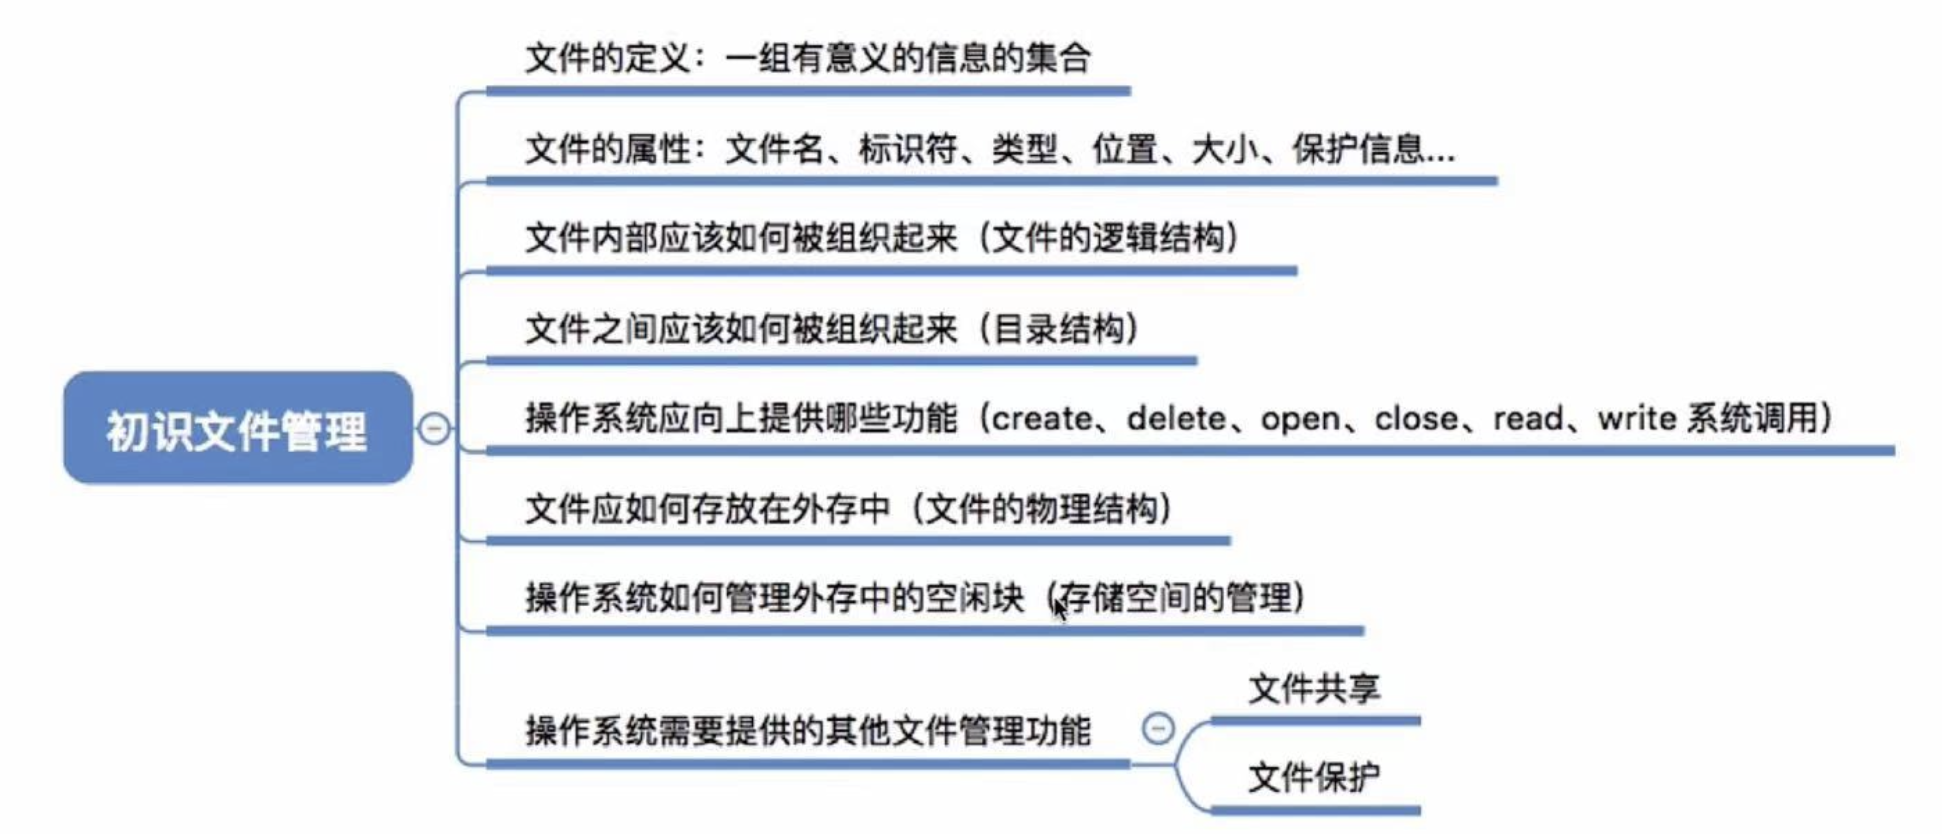 文件的定义：一组有意义的信息的集合
文件的属性：文件名、标识符、类型、位置、大小、保护信息...
文件内部应该如何被组织起来（文件的逻辑结构）
文件之间应该如何被组织起来（目录结构）
初识文件管理
操作系统应向上提供哪些功能（create、delete、open、close、read、write 系统调用）
文件应如何存放在外存中（文件的物理结构）
操作系统如何管理外存中的空闲块（存储空间的管理）
操作系统需要提供的其他文件管理功能
文件共享
文件保护